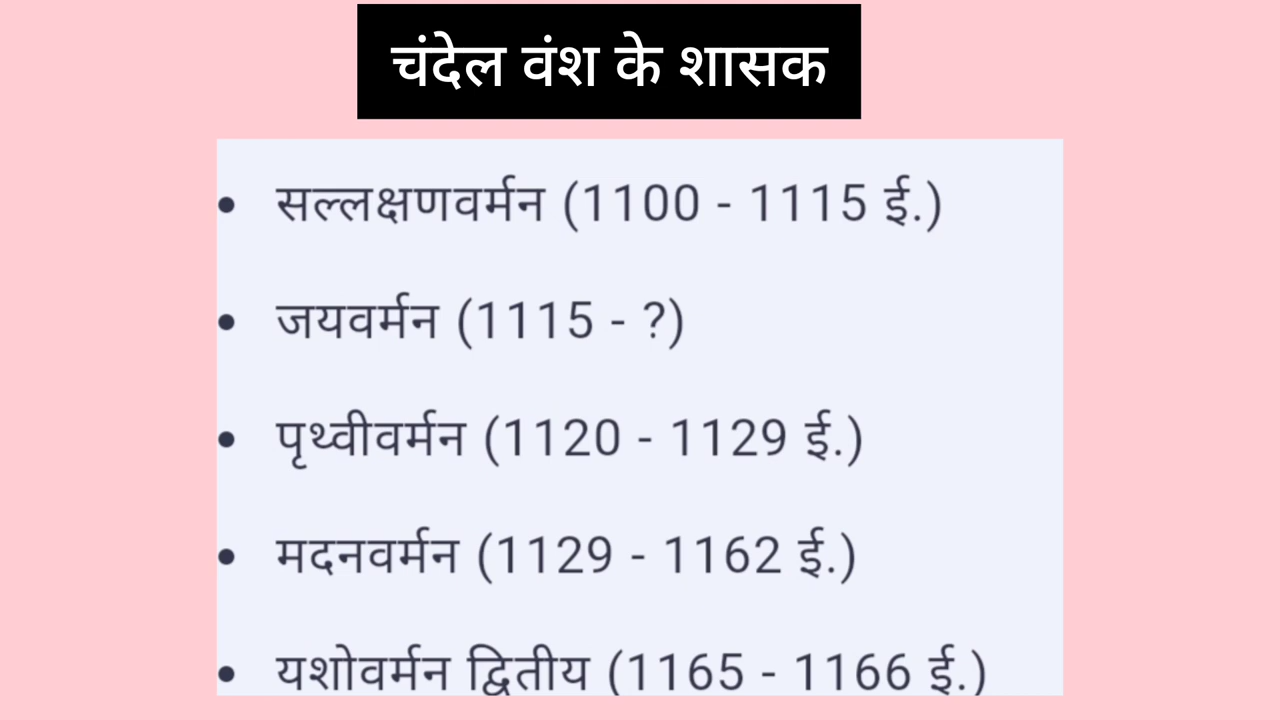 चंदेल वंश के शासक
• सल्लक्षणवर्मन (1100 - 1115 ई.)
• जयवर्मन (1115 - ?)
• पृथ्वीवर्मन (1120 - 1129 ई.)
• मदनवर्मन (1129 - 1162 ई.)
• यशोवर्मन द्वितीय (1165 - 1166 ई.)